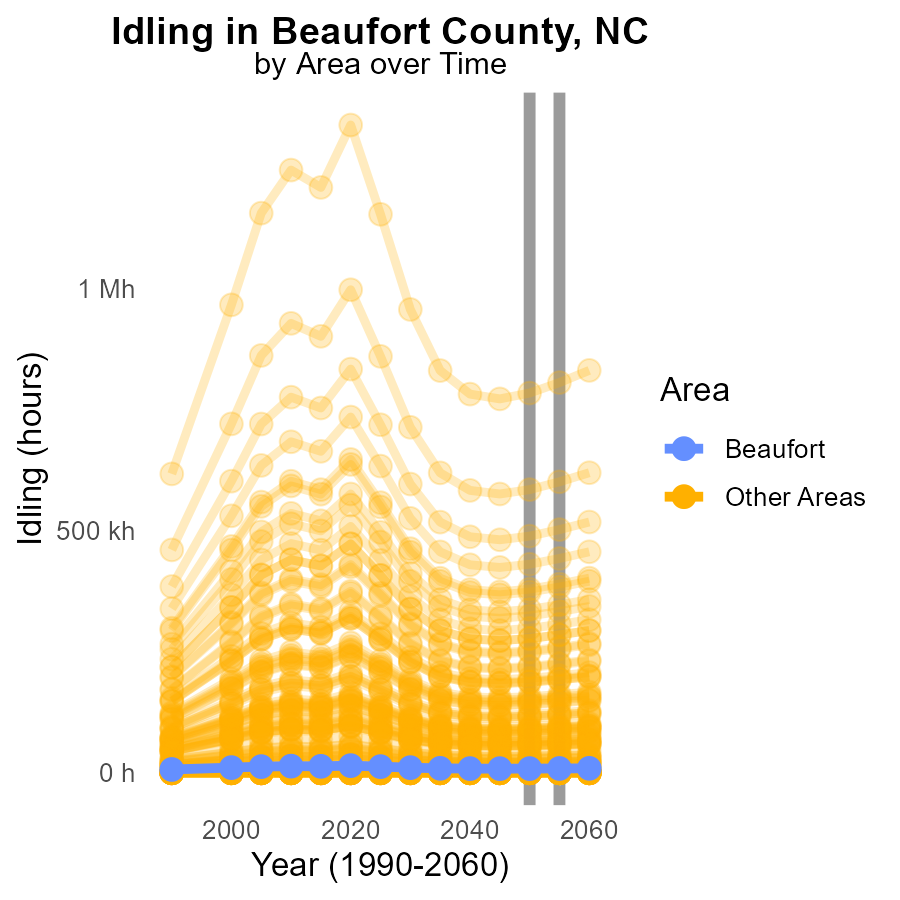 Idling in Beaufort County, NC
by Area over Time
Idling (hours)
1 Mh
500 kh
0 h
2000 2020 2040 2060
Year (1990-2060)
Area
Beaufort
Other Areas